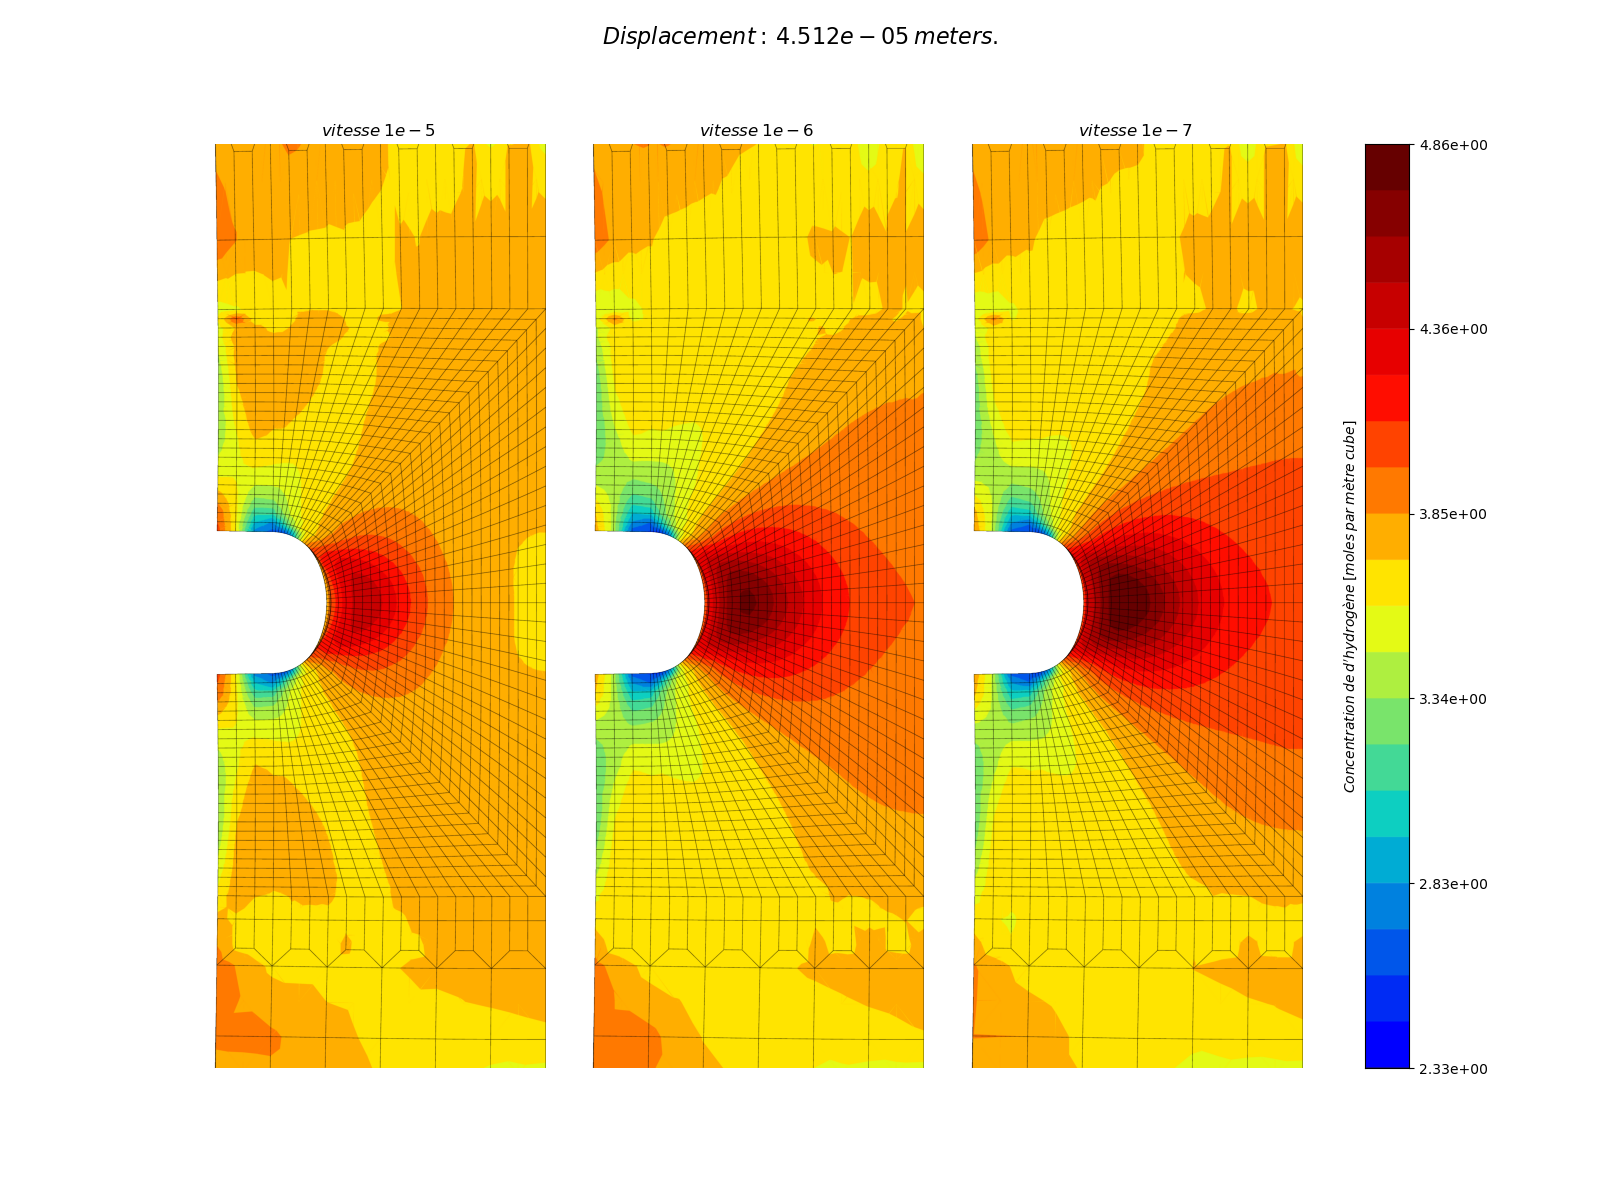 Displacement: 4.512e − 05 meters.
vitesse 1e − 5
vitesse 1e − 6
vitesse 1e − 7
4.86e+00
4.36e+00
3.85e+00
3.34e+00
2.83e+00
2.33e+00
Concentration de d'hydrogène [moles par mètre cube]